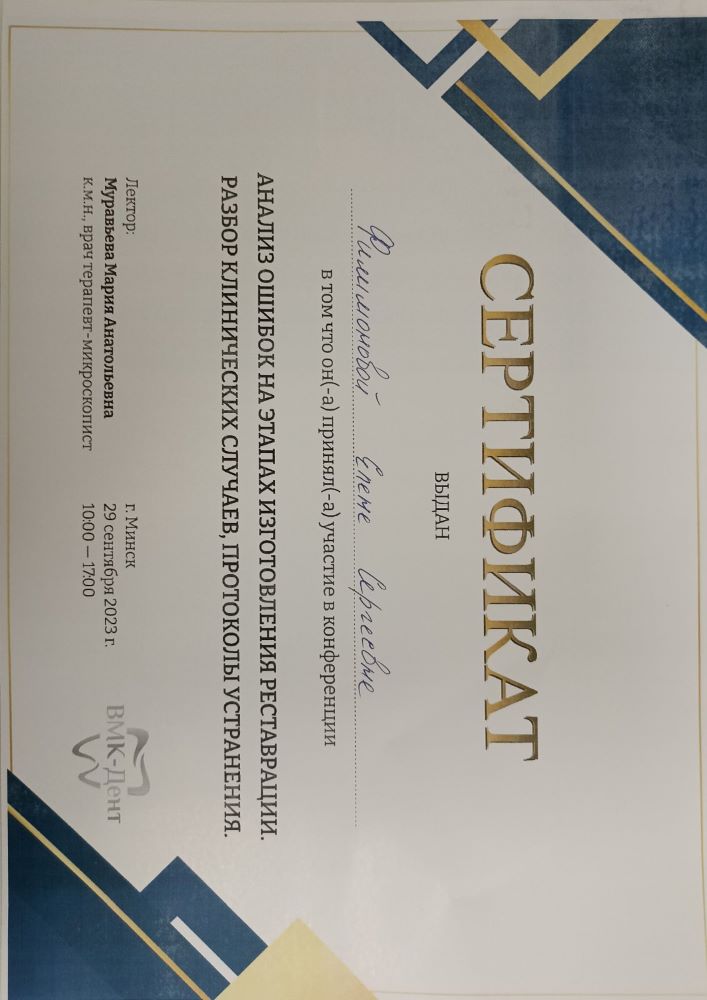 СЕРТИФИКАТ
ВЫДАН
Филимоновой Елене Сергеевне
в том что он(-а) принял(-а) участие в конференции
АНАЛИЗ ОШИБОК НА ЭТАПАХ ИЗГОТОВЛЕНИЯ РЕСТАВРАЦИИ.
РАЗБОР КЛИНИЧЕСКИХ СЛУЧАЕВ, ПРОТОКОЛЫ УСТРАНЕНИЯ.
Лектор:
Муравьева Мария Анатольевна
к.м.н., врач терапевт-микроскопист
г. Минск
29 сентября 2023 г.
10:00 — 17:00
ВМК-Дент